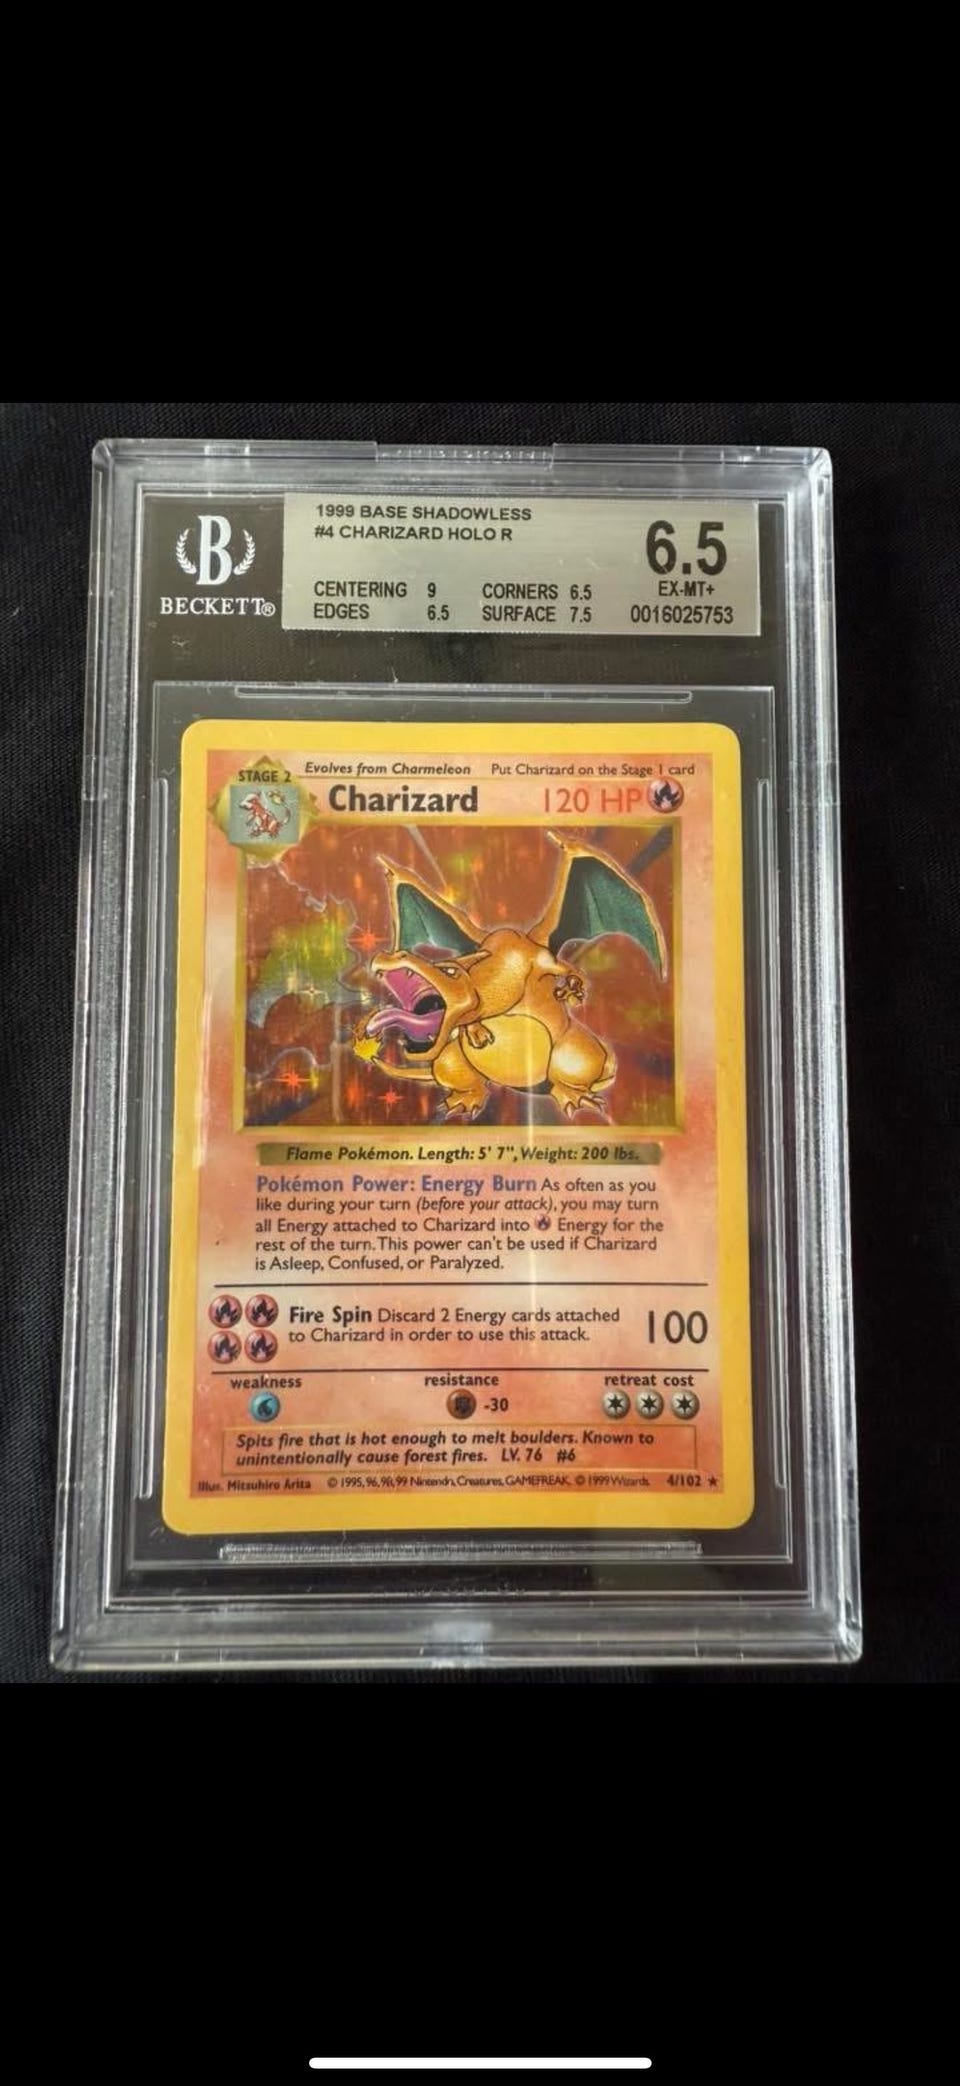 1999 BASE SHADOWLESS
#4 CHARIZARD HOLO R
6.5
EX-MT+
CENTERING 9 CORNERS 6.5
EDGES 6.5 SURFACE 7.5
0016025753
B
BECKETT®
STAGE 2
Evolves from Charmeleon Put Charizard on the Stage 1 card
Charizard 120 HP
Flame Pokémon. Length: 5' 7", Weight: 200 lbs.
Pokémon Power: Energy Burn As often as you
like during your turn (before your attack), you may turn
all Energy attached to Charizard into Energy for the
rest of the turn. This power can't be used if Charizard
is Asleep, Confused, or Paralyzed.
Fire Spin Discard 2 Energy cards attached
to Charizard in order to use this attack.
100
weakness resistance retreat cost
-30
Spits fire that is hot enough to melt boulders. Known to
unintentionally cause forest fires. LV. 76 #6
Illus. Mitsuhiro Arita © 1995, 96, 98, 99 Nintendo, Creatures, GAMEFREAK. © 1999 Wizards. 4/102 ★